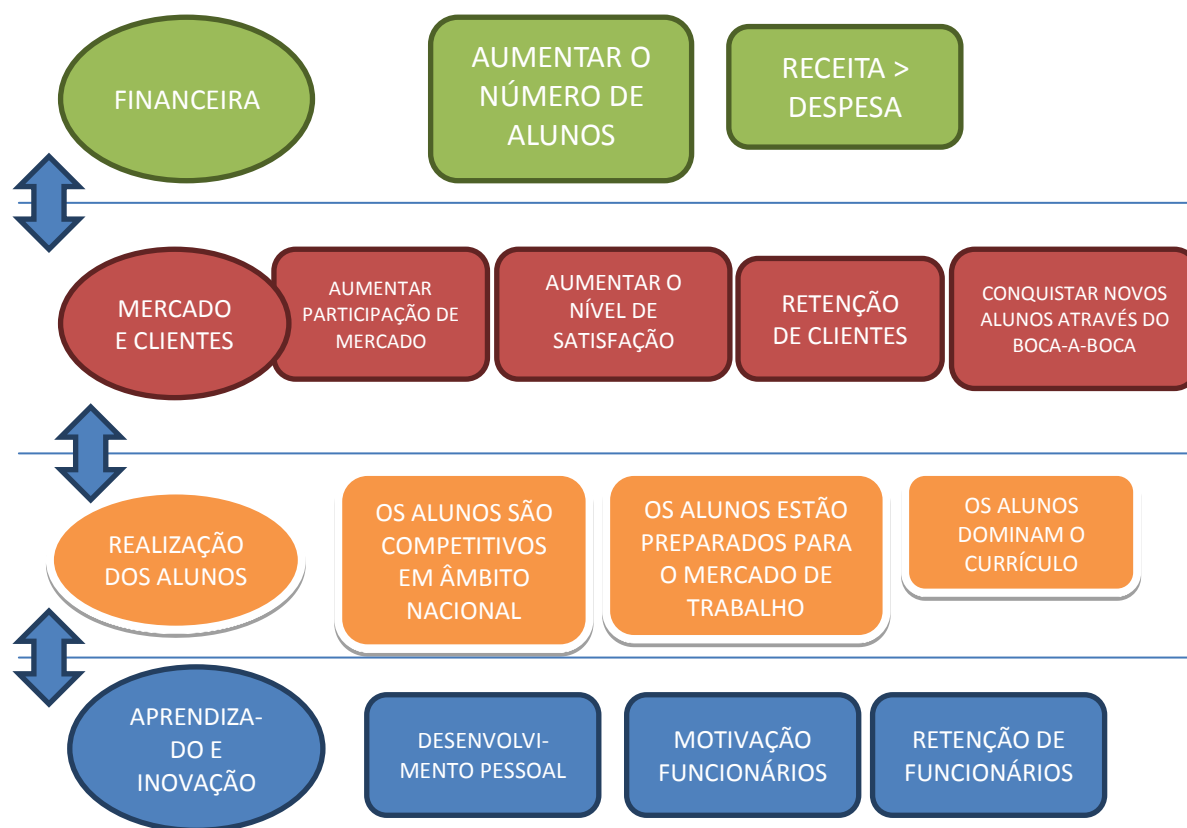 FINANCEIRA
AUMENTAR O
NÚMERO DE
ALUNOS
RECEITA >
DESPESA
MERCADO
E CLIENTES
AUMENTAR
PARTICIPAÇÃO DE
MERCADO
AUMENTAR O
NÍVEL DE
SATISFAÇÃO
RETENÇÃO
DE CLIENTES
CONQUISTAR NOVOS
ALUNOS ATRAVÉS DO
BOCA-A-BOCA
REALIZAÇÃO
DOS ALUNOS
OS ALUNOS SÃO
COMPETITIVOS
EM ÂMBITO
NACIONAL
OS ALUNOS ESTÃO
PREPARADOS PARA
O MERCADO DE
TRABALHO
OS ALUNOS
DOMINAM O
CURRÍCULO
APRENDIZA-
DO E
INOVAÇÃO
DESENVOLVI-
MENTO PESSOAL
MOTIVAÇÃO
FUNCIONÁRIOS
RETENÇÃO DE
FUNCIONÁRIOS